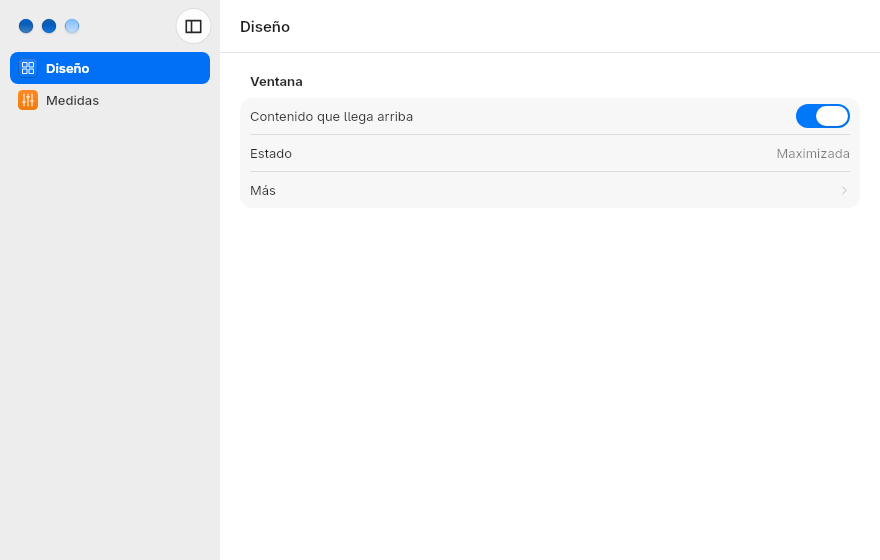 Diseño
Diseño
Medidas
Ventana
Contenido que llega arriba
Estado Maximizada
Más